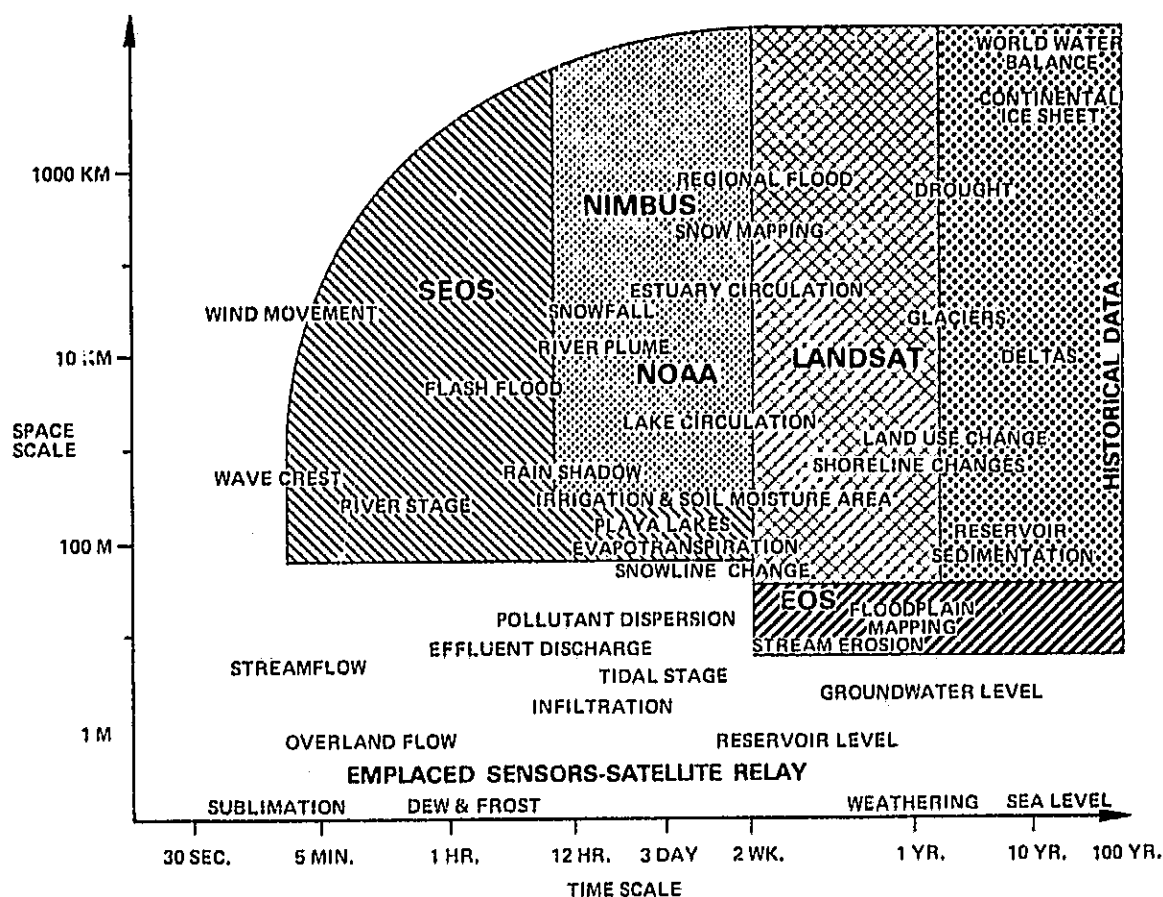 WORLD WATER
BALANCE
CONTINENTAL
ICE SHEET
1000 KM
REGIONAL FLOOD
DROUGHT
NIMBUS
SNOW MAPPING
SEOS
ESTUARY CIRCULATION
WIND MOVEMENT
SNOWFALL
GLACIERS
RIVER PLUME
10 KM
LANDSAT
DELTAS
NOAA
FLASH FLOOD
HISTORICAL DATA
LAKE CIRCULATION
SPACE
SCALE
LAND USE CHANGE
WAVE CREST
RAIN SHADOW
SHORELINE CHANGES
PIVER STAGE
IRRIGATION & SOIL MOISTURE AREA
PLAYA LAKES
RESERVOIR
SEDIMENTATION
100 M
EVAPOTRANSPIRATION
SNOWLINE CHANGE
EOS
FLOODPLAIN
MAPPING
POLLUTANT DISPERSION
STREAM EROSION
EFFLUENT DISCHARGE
STREAMFLOW
TIDAL STAGE
GROUNDWATER LEVEL
INFILTRATION
1 M
OVERLAND FLOW
RESERVOIR LEVEL
EMPLACED SENSORS-SATELLITE RELAY
SUBLIMATION
DEW & FROST
WEATHERING
SEA LEVEL
30 SEC. 5 MIN. 1 HR. 12 HR. 3 DAY 2 WK. 1 YR. 10 YR. 100 YR.
TIME SCALE